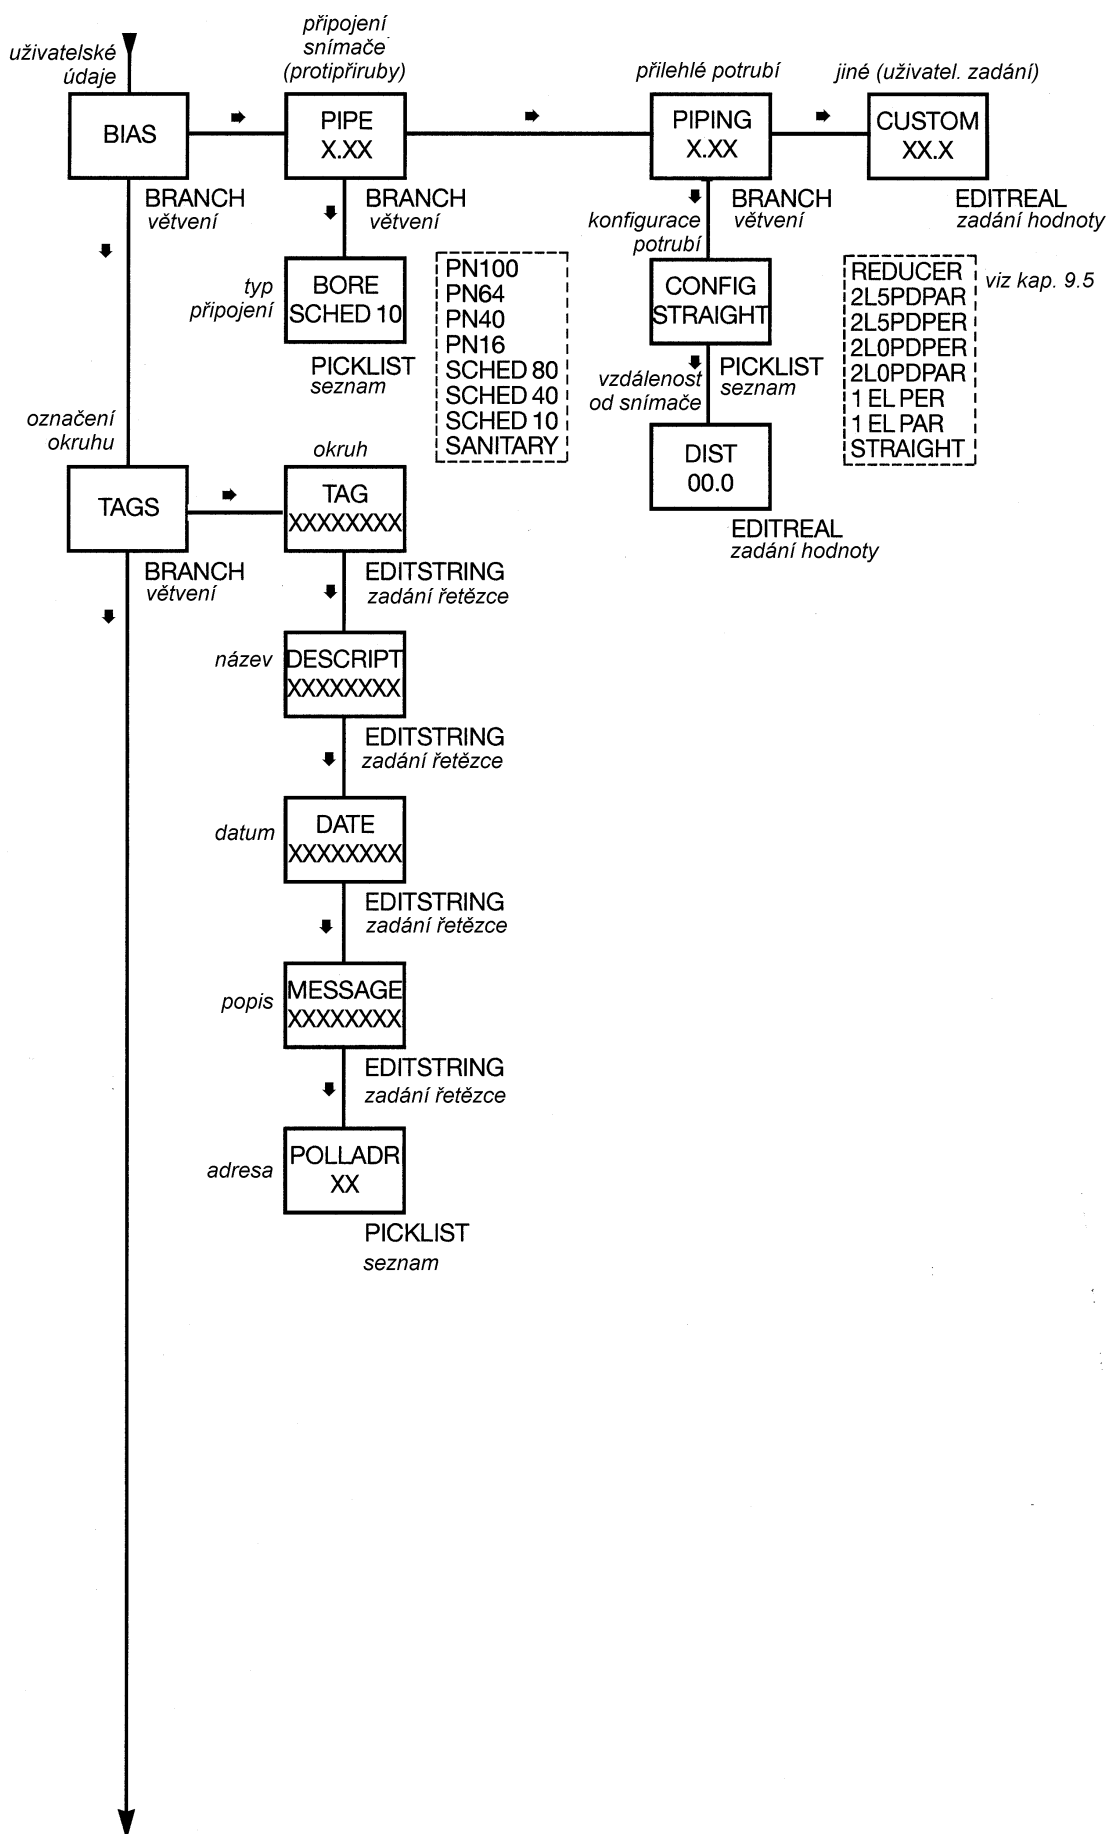 uživatelské
údaje
připojení
snímače
(protipřiruby)
přilehlé potrubí
jiné (uživatel. zadání)
BIAS
PIPE
X.XX
PIPING
X.XX
CUSTOM
XX.X
BRANCH
větvení
BRANCH
větvení
BRANCH
větvení
EDITREAL
zadání hodnoty
konfigurace
potrubí
typ
připojení
BORE
SCHED 10
PICKLIST
seznam
PN100
PN64
PN40
PN16
SCHED 80
SCHED 40
SCHED 10
SANITARY
CONFIG
STRAIGHT
PICKLIST
seznam
REDUCER
2L5PDPAR
2L5PDPER
2L0PDPER
2L0PDPAR
1 EL PER
1 EL PAR
STRAIGHT
viz kap. 9.5
vzdálenost
od snímače
DIST
00.0
EDITREAL
zadání hodnoty
označení
okruhu
okruh
TAGS
TAG
XXXXXXXX
BRANCH
větvení
EDITSTRING
zadání řetězce
název
DESCRIPT
XXXXXXXX
EDITSTRING
zadání řetězce
datum
DATE
XXXXXXXX
EDITSTRING
zadání řetězce
popis
MESSAGE
XXXXXXXX
EDITSTRING
zadání řetězce
adresa
POLLADR
XX
PICKLIST
seznam